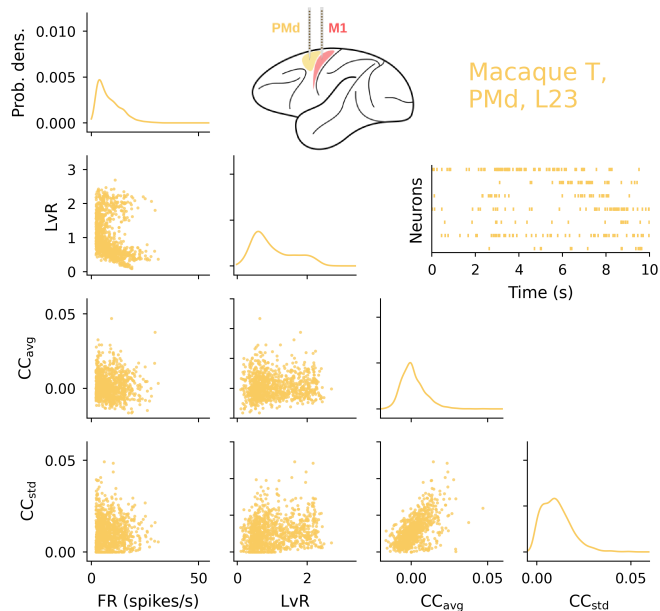 PMd M1
Macaque T,
PMd, L23
Prob. dens.
0.010
0.005
0.000
LvR
3
2
1
0
Neurons
0 2 4 6 8 10
Time (s)
CCavg
0.05
0.00
CCstd
0.05
0.00
0 50
FR (spikes/s)
0 2
LvR
0.00 0.05
CCavg
0.00 0.05
CCstd